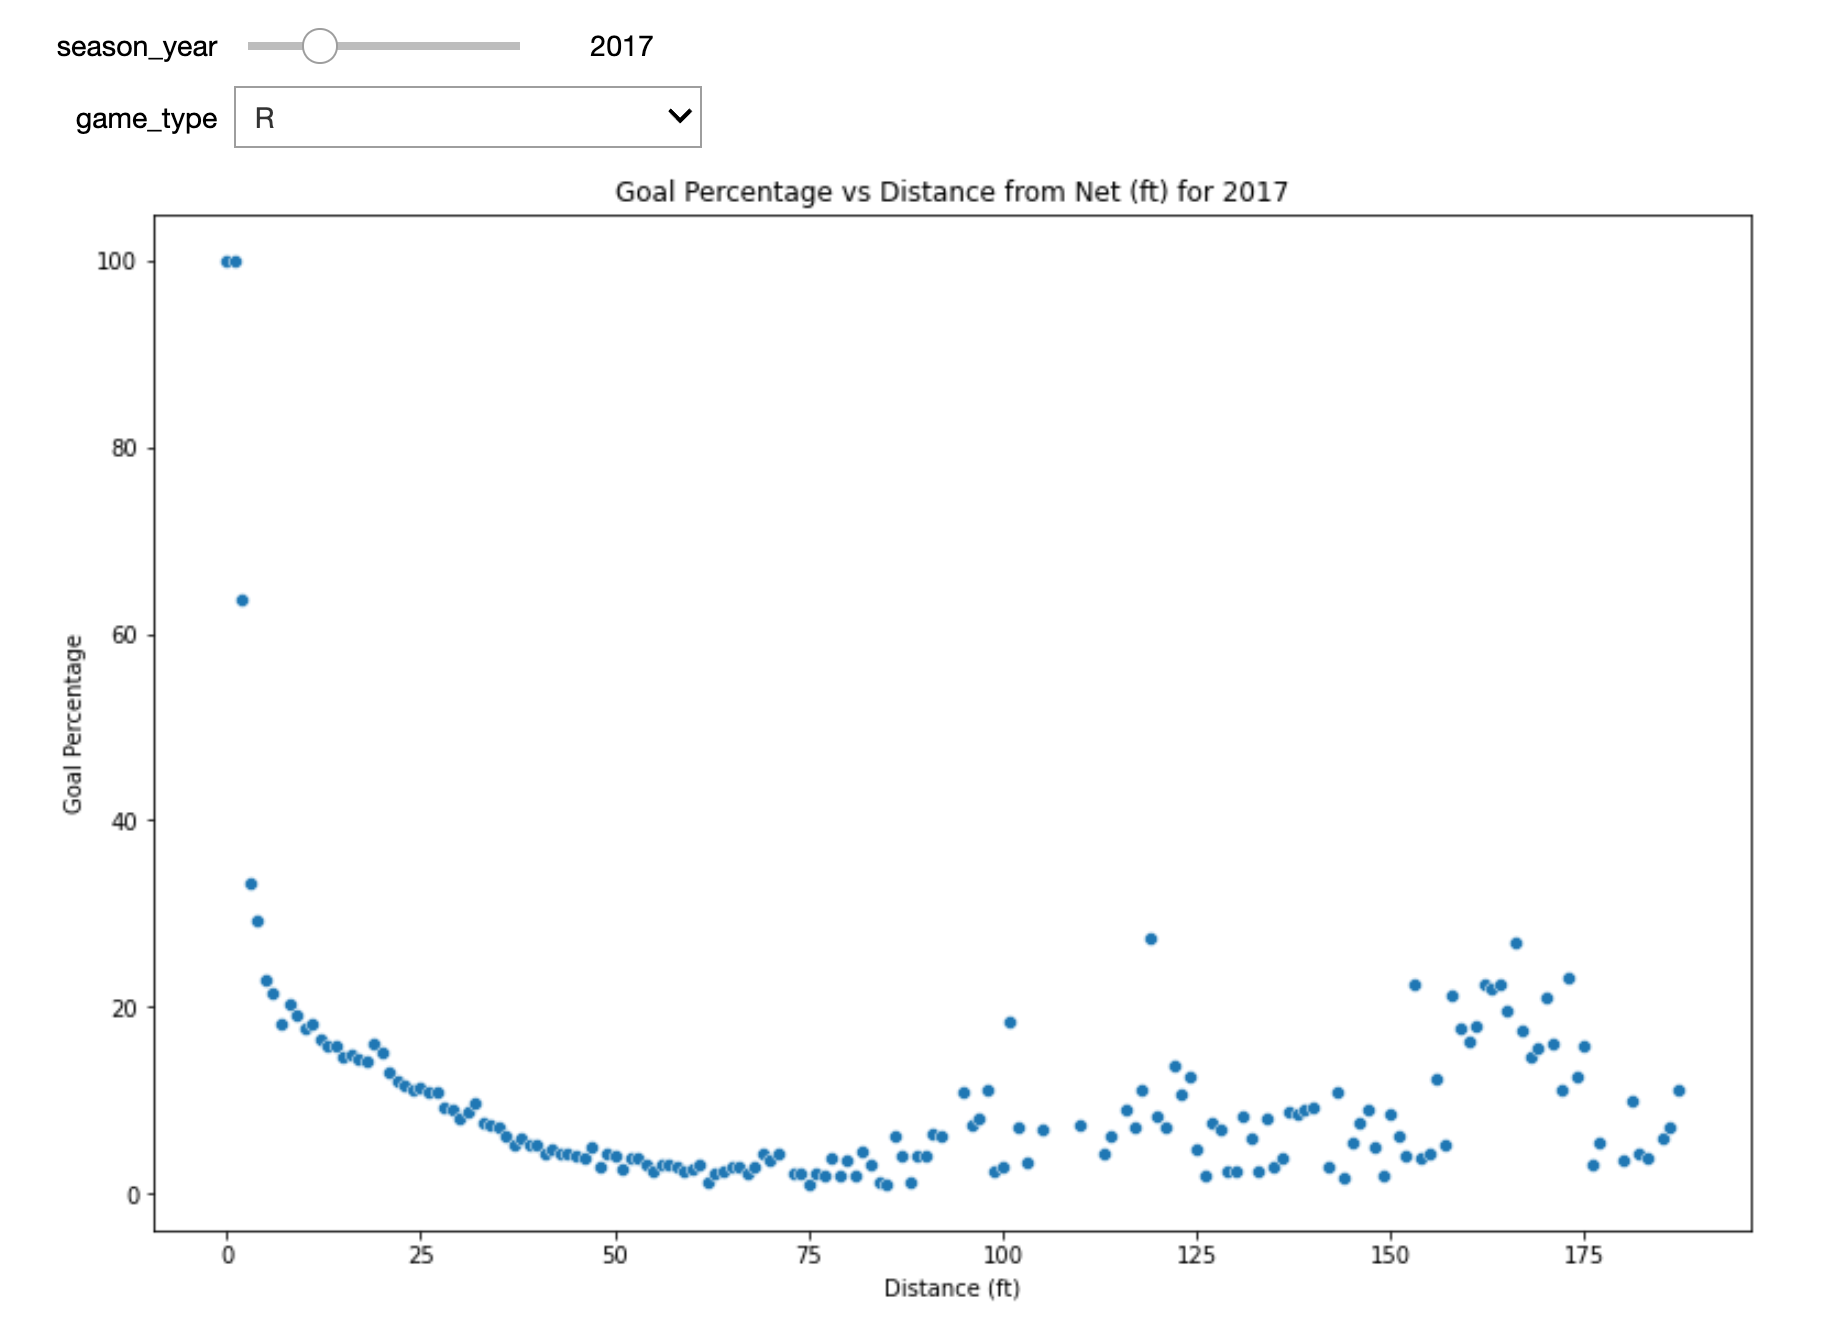 season_year 2017
game_type R
Goal Percentage vs Distance from Net (ft) for 2017
100
80
60
40
20
0
Goal Percentage
0 25 50 75 100 125 150 175
Distance (ft)